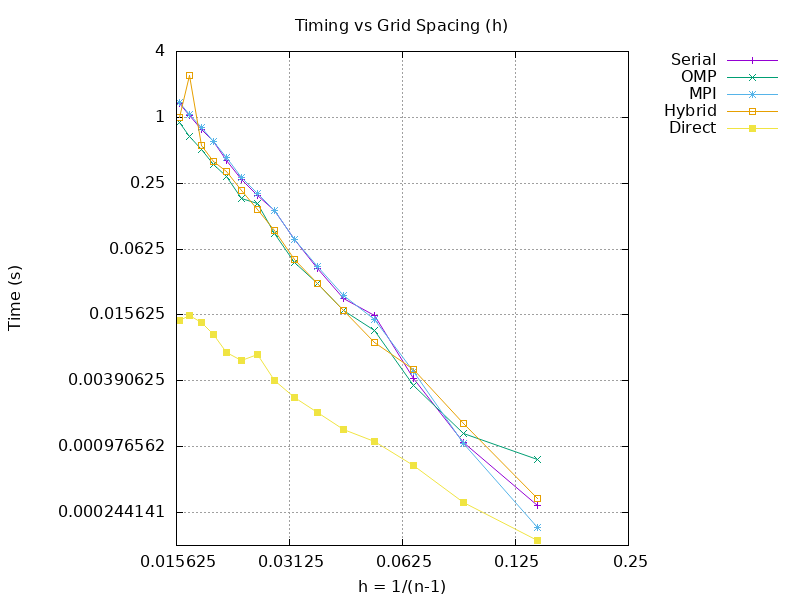 Timing vs Grid Spacing (h)
4
1
0.25
0.0625
0.015625
0.00390625
0.000976562
0.000244141
Time (s)
0.015625
0.03125
0.0625
0.125
0.25
h = 1/(n-1)
Serial
OMP
MPI
Hybrid
Direct